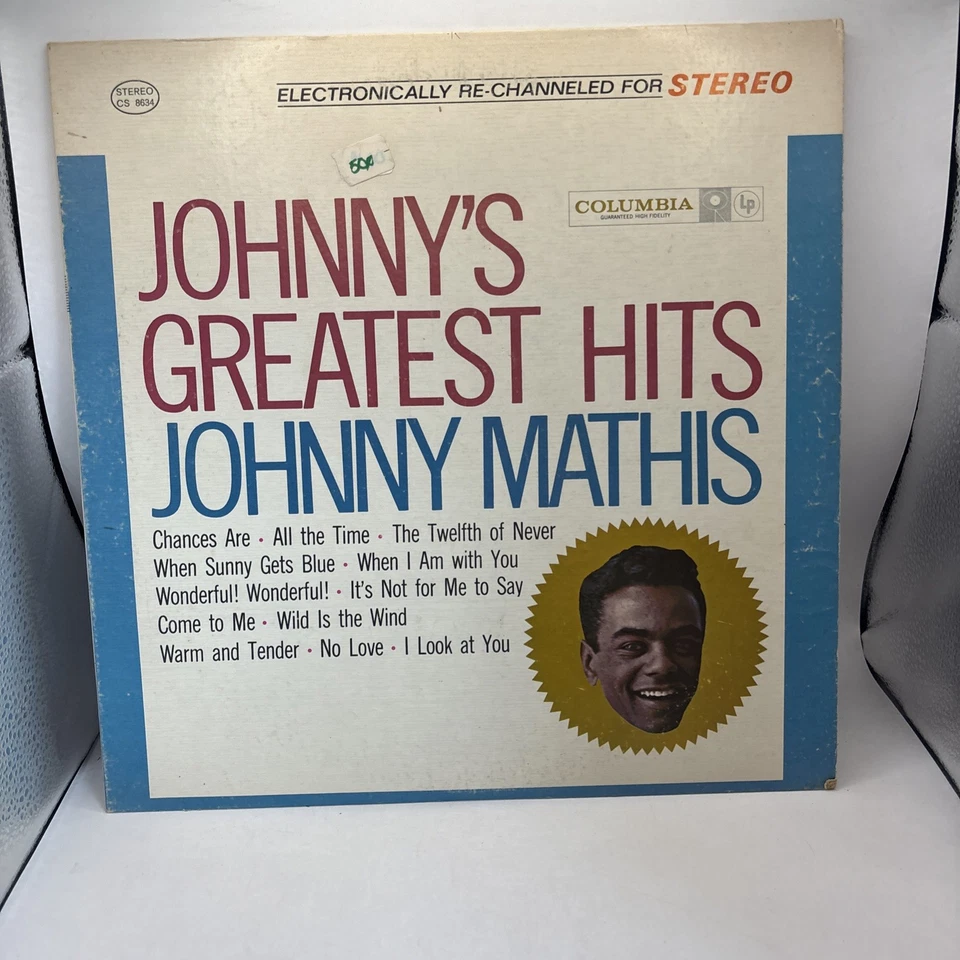 STEREO
CS 8634
ELECTRONICALLY RE-CHANNELED FOR STEREO
50¢
JOHNNY'S
COLUMBIA
GUARANTEED HIGH FIDELITY
Lp
GREATEST HITS
JOHNNY MATHIS
Chances Are • All the Time • The Twelfth of Never
When Sunny Gets Blue • When I Am with You
Wonderful! Wonderful! • It's Not for Me to Say
Come to Me • Wild Is the Wind
Warm and Tender • No Love • I Look at You